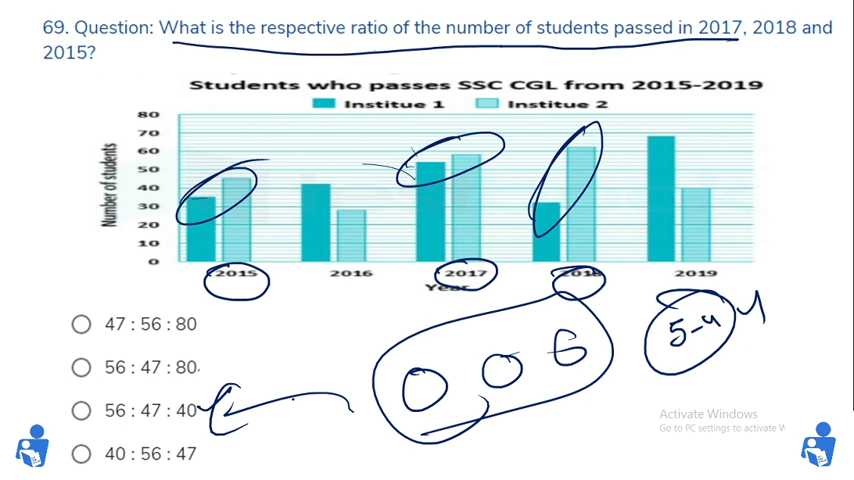 69. Question: What is the respective ratio of the number of students passed in 2017, 2018 and
2015?
Students who passes SSC CGL from 2015-2019
Institue 1
Institue 2
80
70
60
50
40
30
20
10
0
Number of students
2015
2016
2017
2018
2019
Year
47 : 56 : 80
56 : 47 : 80
56 : 47 : 40
40 : 56 : 47
5-4
Activate Windows
Go to PC settings to activate W